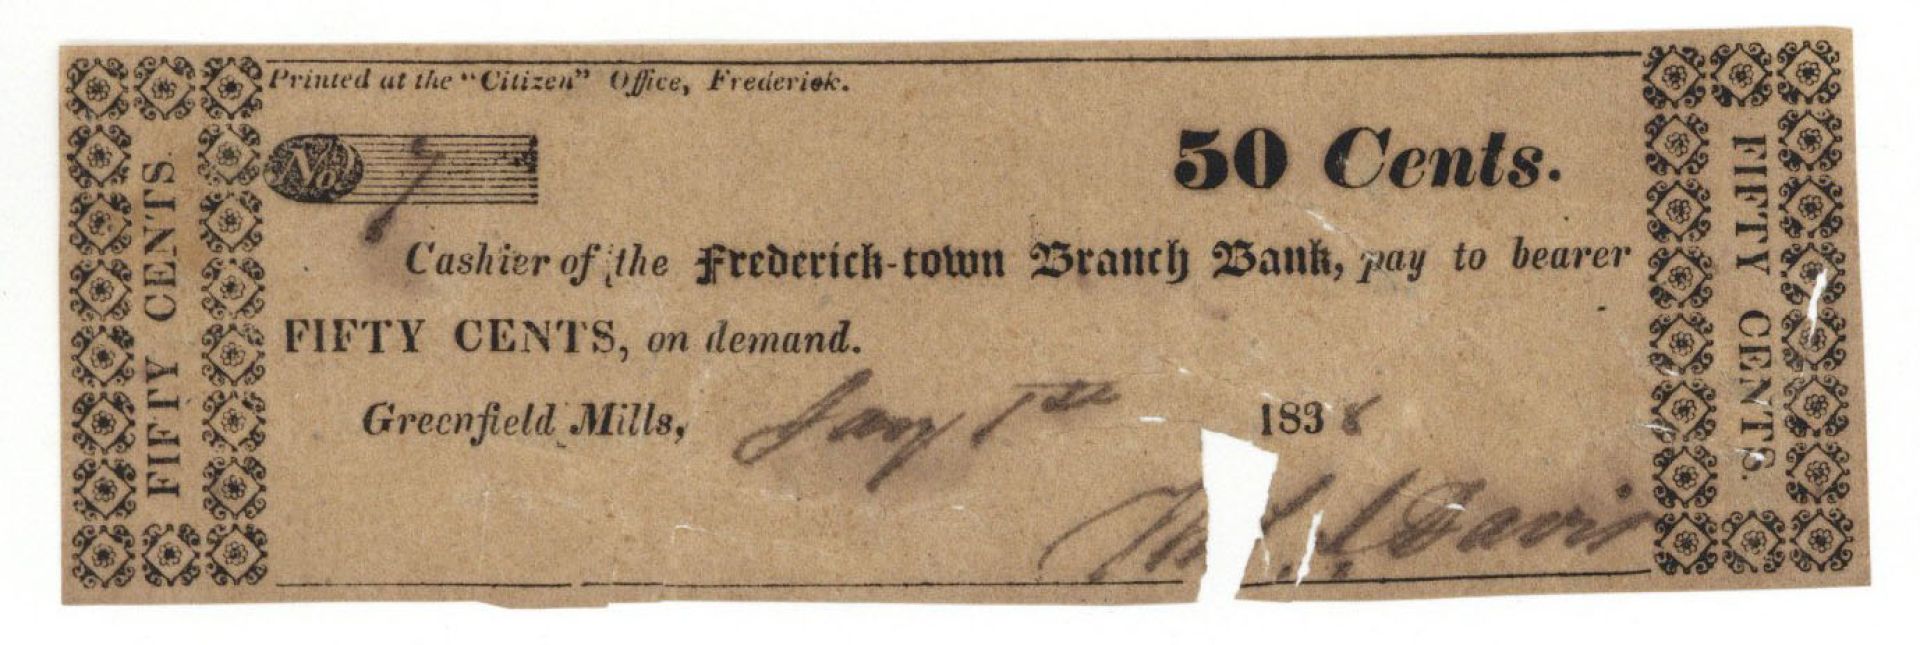 FIFTY CENTS.
Printed at the "Citizen" Office, Frederick.
No. 7
50 Cents.
Cashier of the Frederick-town Branch Bank, pay to bearer
FIFTY CENTS, on demand.
Greenfield Mills, Jany 1st 1838
Davis
FIFTY CENTS.